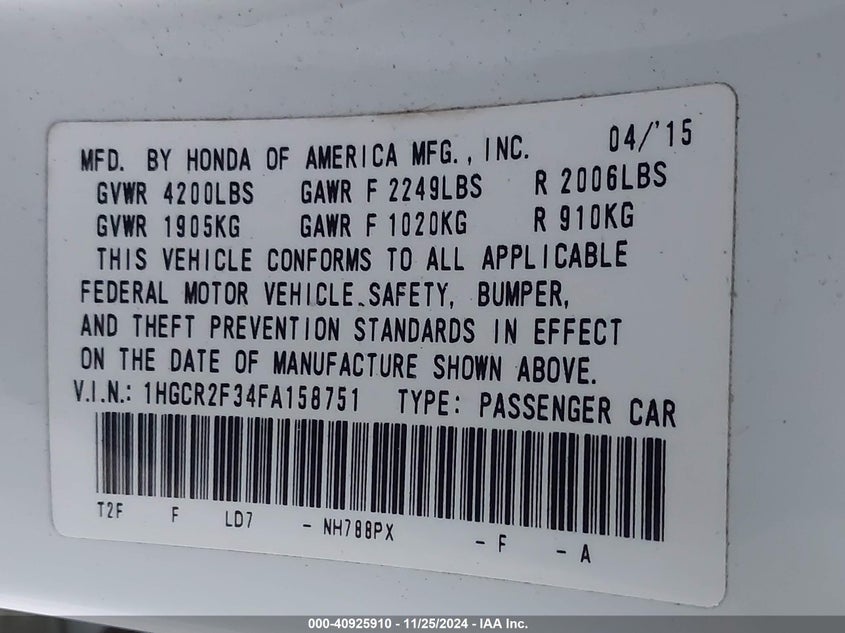 MFD. BY HONDA OF AMERICA MFG., INC. 04/'15
GVWR 4200LBS GAWR F 2249LBS R 2006LBS
GVWR 1905KG GAWR F 1020KG R 910KG
THIS VEHICLE CONFORMS TO ALL APPLICABLE
FEDERAL MOTOR VEHICLE SAFETY, BUMPER,
AND THEFT PREVENTION STANDARDS IN EFFECT
ON THE DATE OF MANUFACTURE SHOWN ABOVE.
V.I.N.: 1HGCR2F34FA158751 TYPE: PASSENGER CAR
T2F F LD7 - NH788PX - F - A
000-40925910 - 11/25/2024 - IAA Inc.